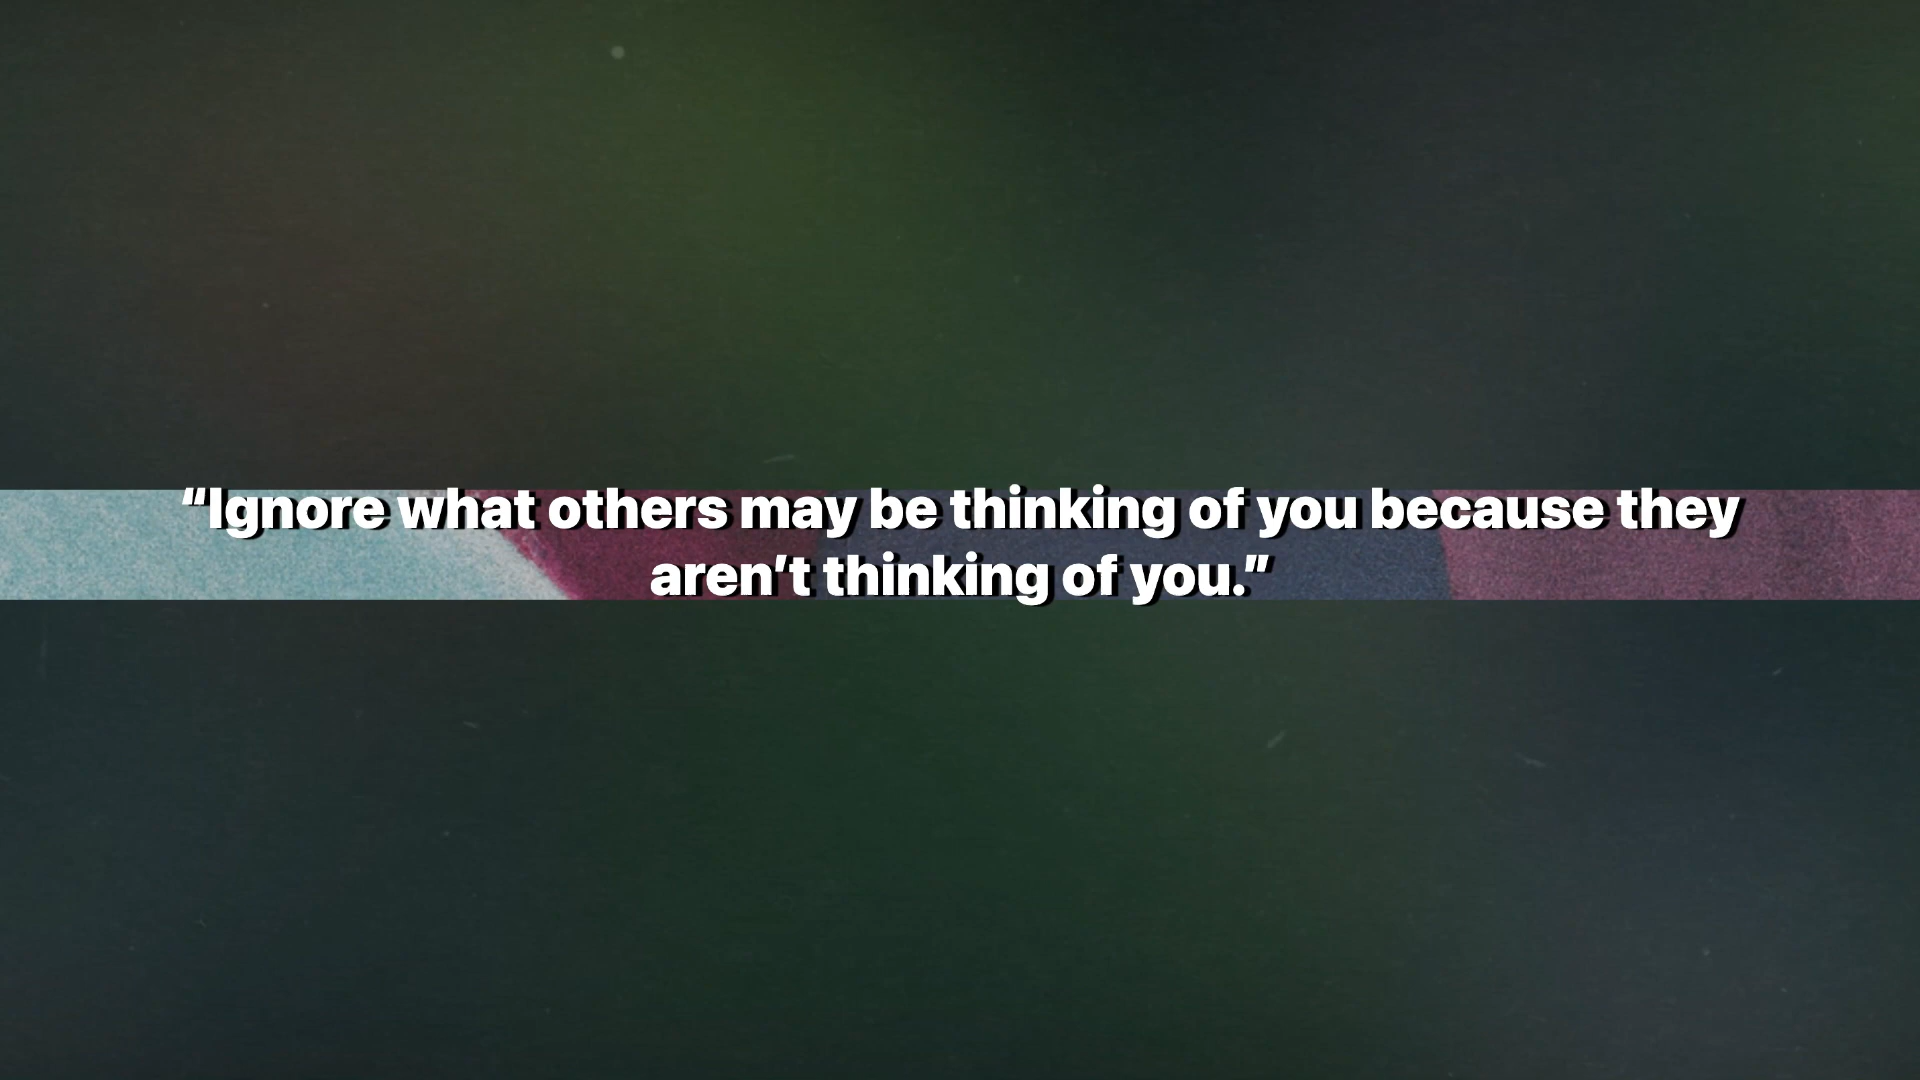 “Ignore what others may be thinking of you because they
aren’t thinking of you.”